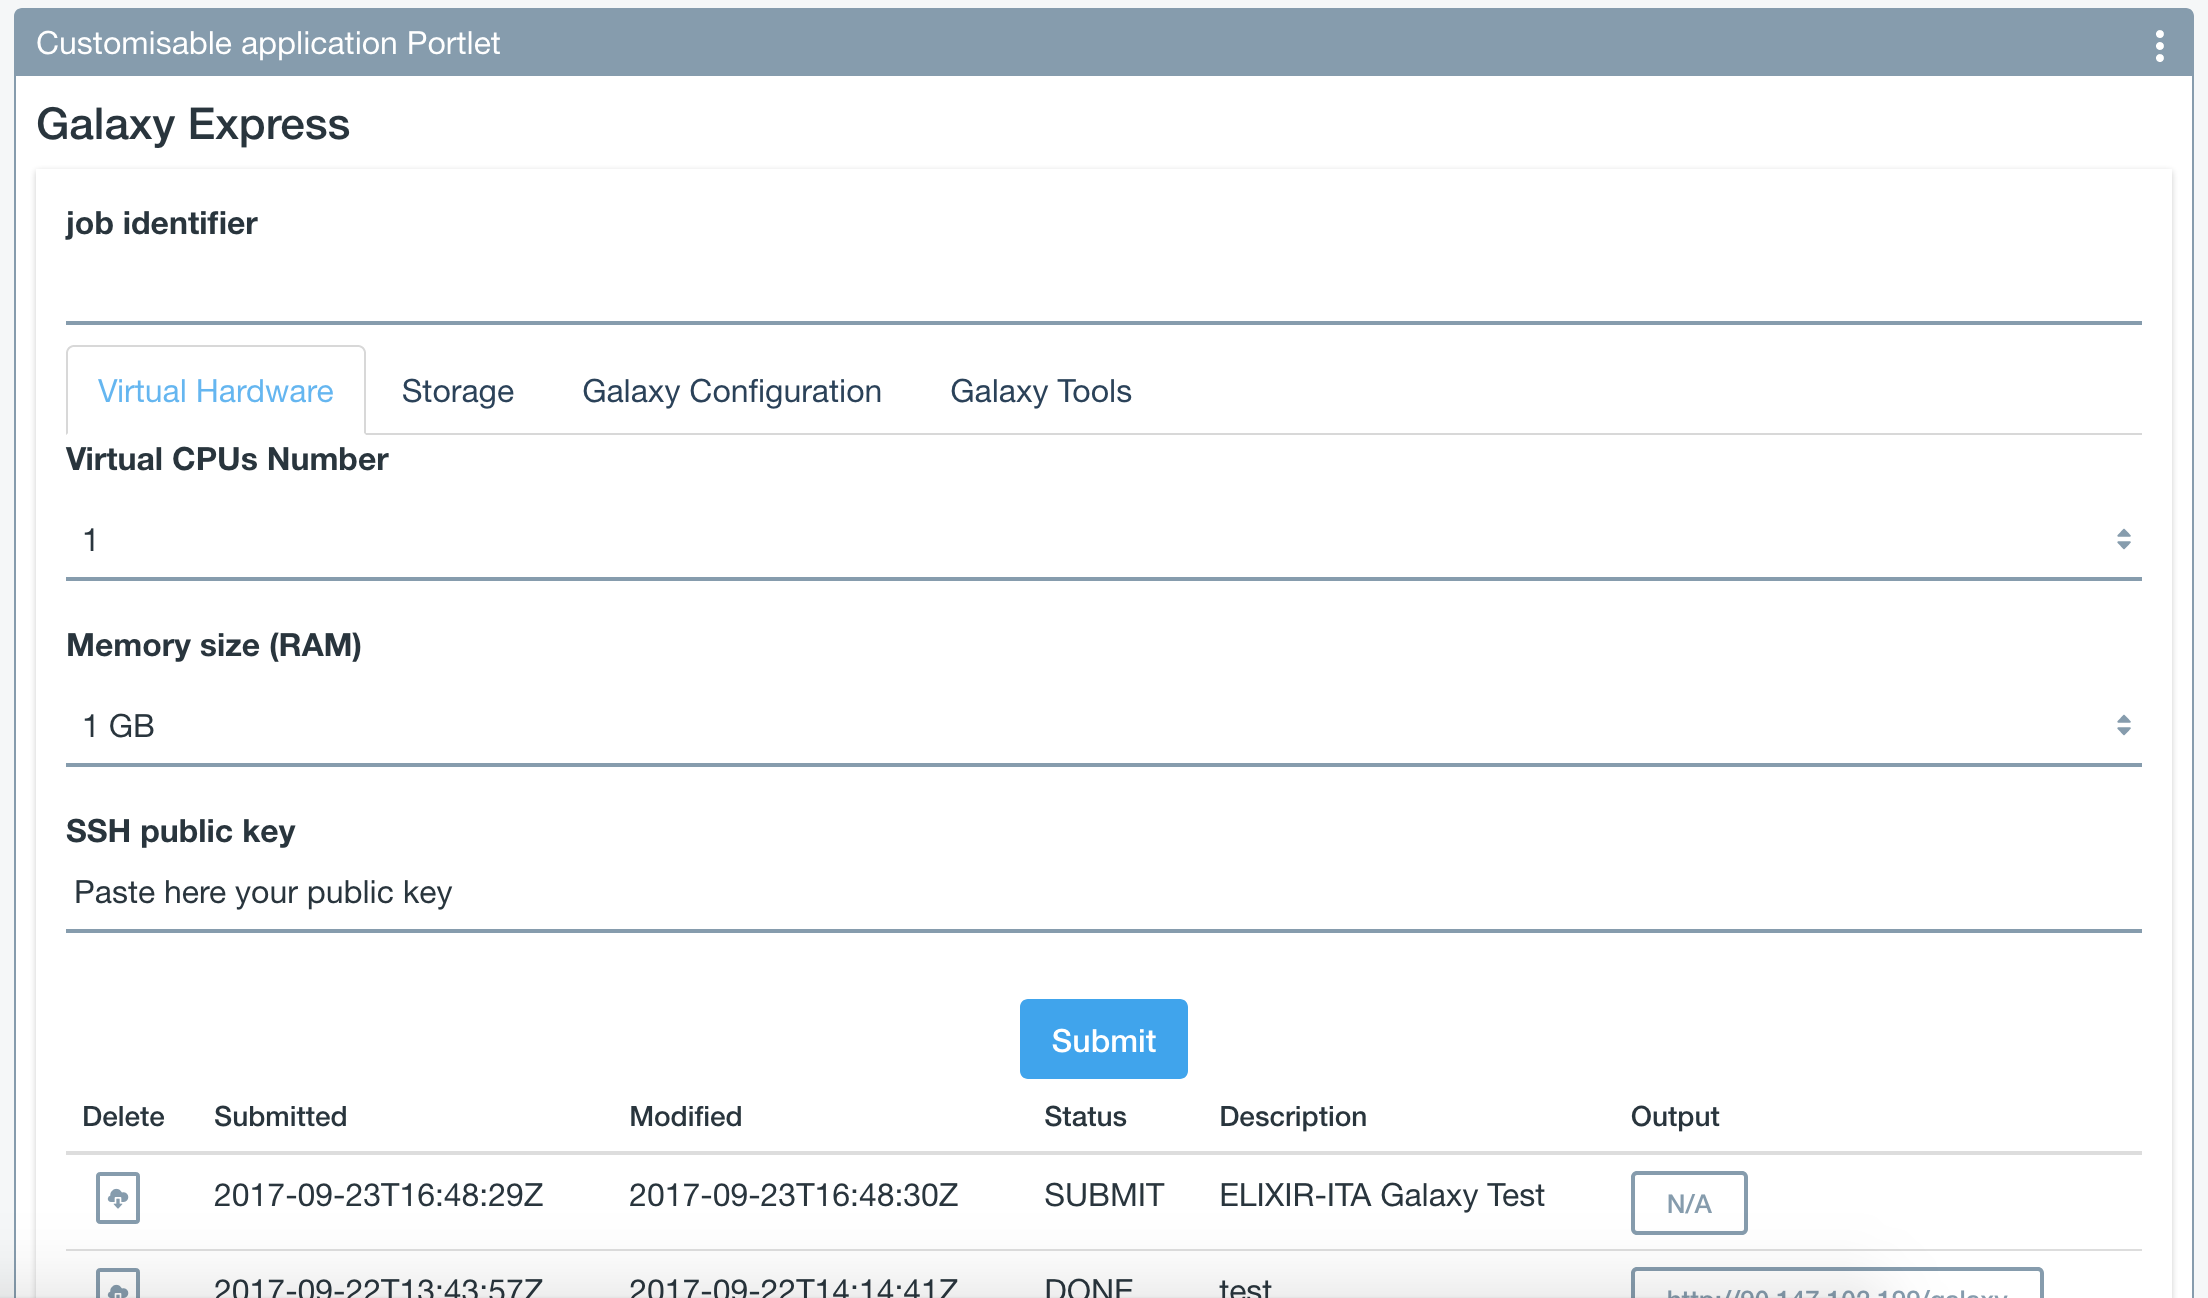 Customisable application Portlet
Galaxy Express
job identifier
Virtual Hardware Storage Galaxy Configuration Galaxy Tools
Virtual CPUs Number
1
Memory size (RAM)
1 GB
SSH public key
Paste here your public key
Submit
Delete Submitted Modified Status Description Output
2017-09-23T16:48:29Z 2017-09-23T16:48:30Z SUBMIT ELIXIR-ITA Galaxy Test N/A
2017-09-22T13:43:57Z 2017-09-22T14:14:41Z DONE test